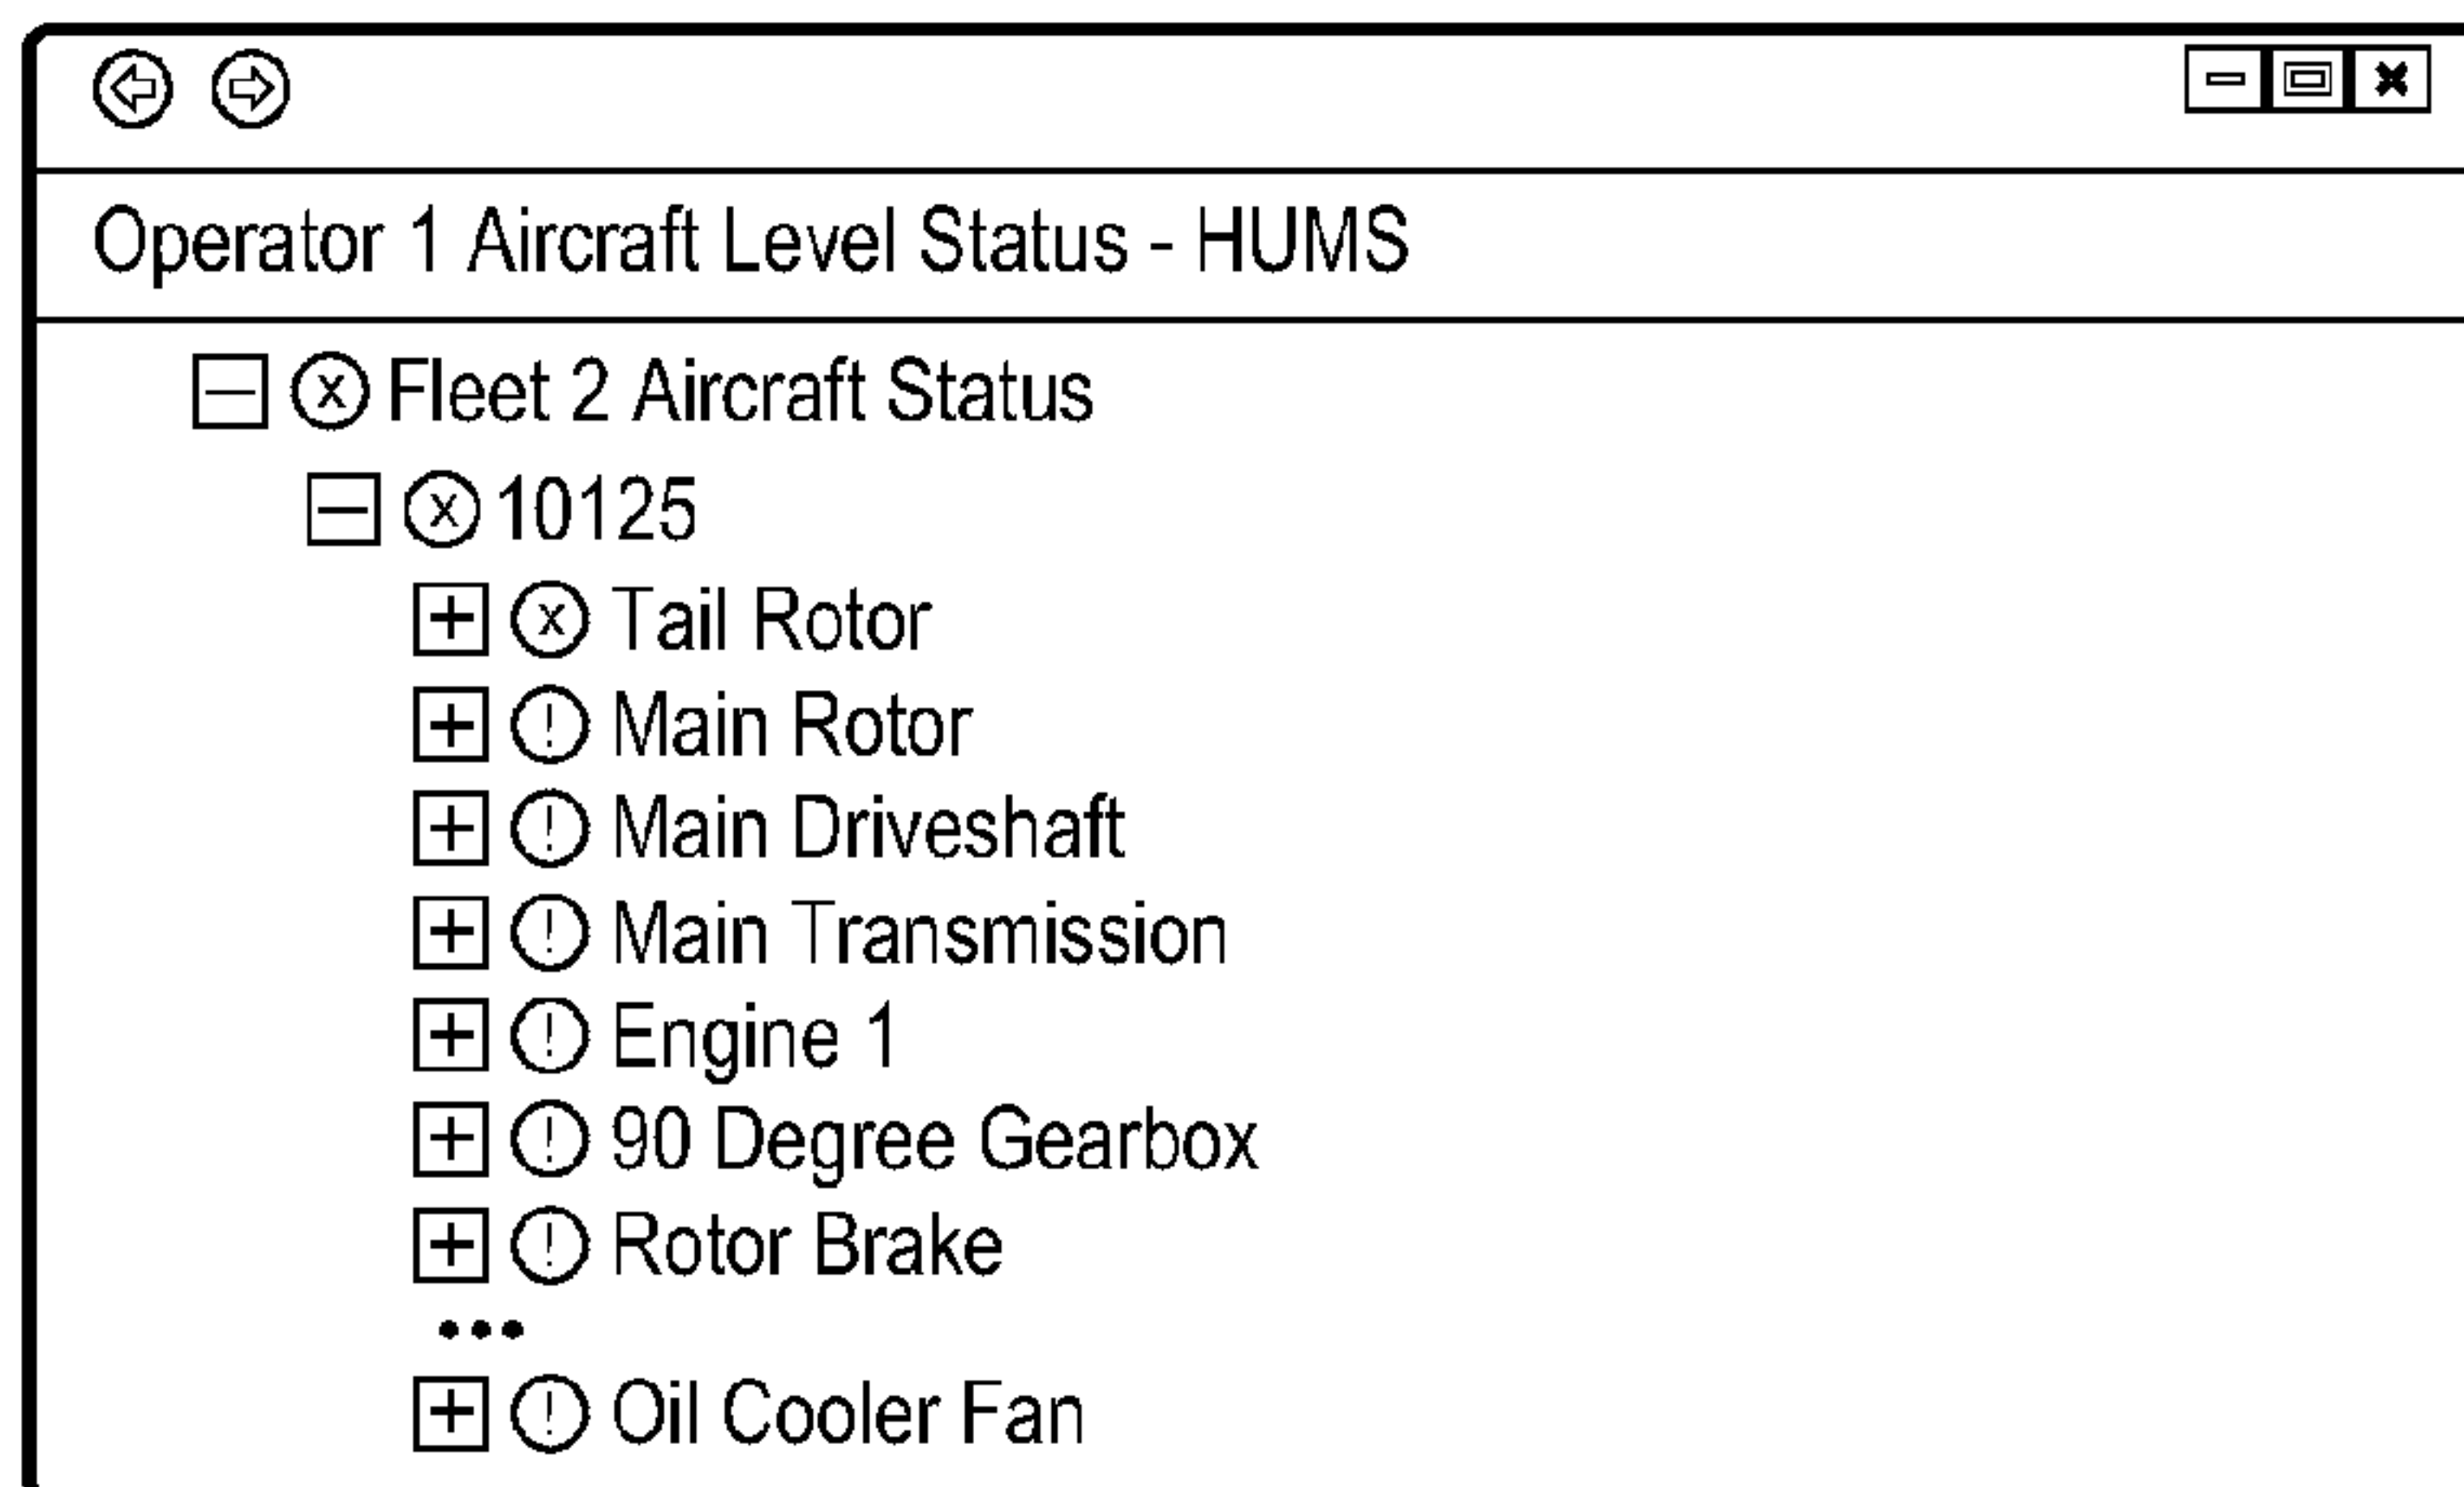 Operator 1 Aircraft Level Status - HUMS
Fleet 2 Aircraft Status
10125
Tail Rotor
Main Rotor
Main Driveshaft
Main Transmission
Engine 1
90 Degree Gearbox
Rotor Brake
•••
Oil Cooler Fan